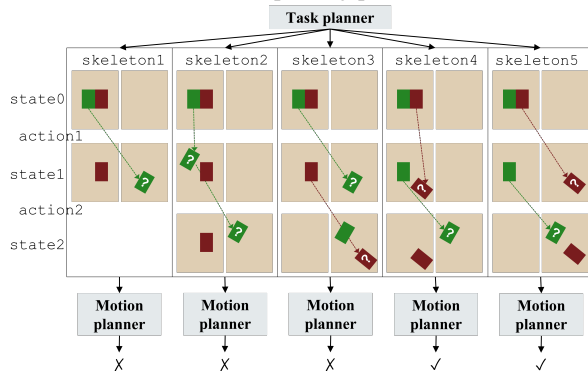 Task planner
skeleton1 skeleton2 skeleton3 skeleton4 skeleton5
state0
action1
? ?
state1 ? ? ? ?
action2
? ? ?
state2 ?
Motion planner Motion planner Motion planner Motion planner Motion planner
✗ ✗ ✗ ✓ ✓